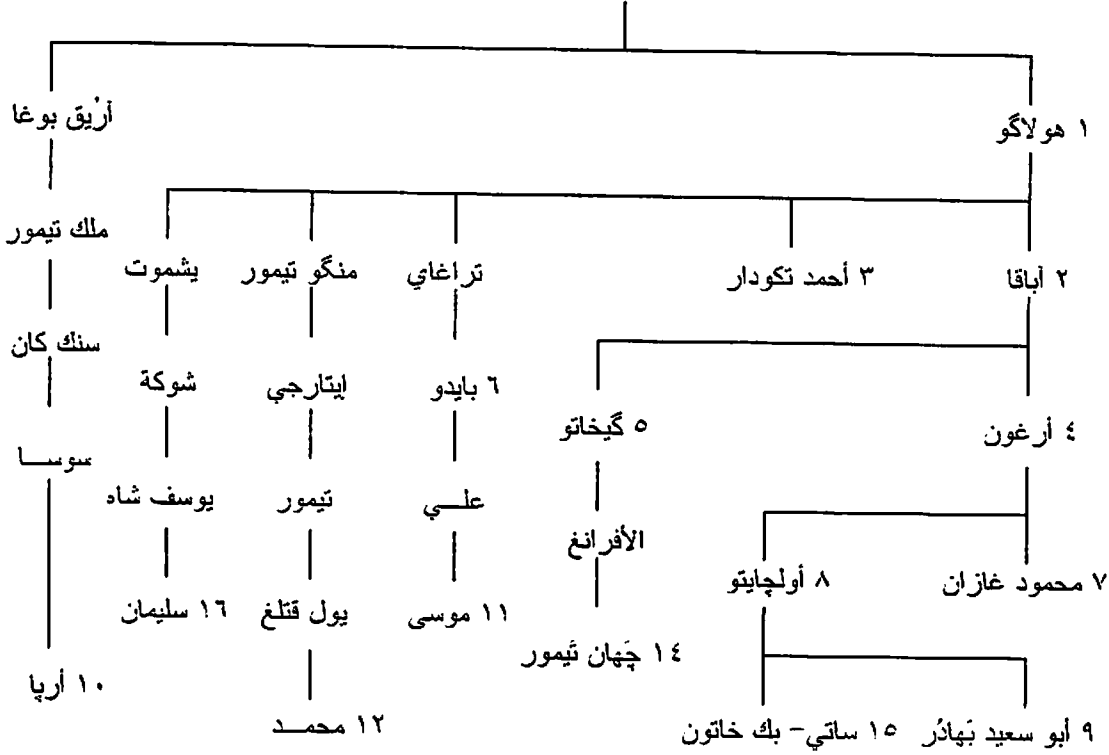 ١ هولاگو
أرْيق بوغا
ملك تيمور
٢ أباقا
٣ أحمد تكودار
تراغاي
منگو تيمور
يشموت
سنك كان
٤ أرغون
٥ گيخاتو
٦ بايدو
إيتارجي
شوكة
سوسا
علي
تيمور
يوسف شاه
الأفرانغ
٧ محمود غازان
٨ أولچايتو
١١ موسى
يول قتلغ
١٦ سليمان
١٤ چَهان تَيمور
١٠ أرپا
٩ أبو سعيد بَهادُر
١٥ ساتي- بك خاتون
١٢ محمد